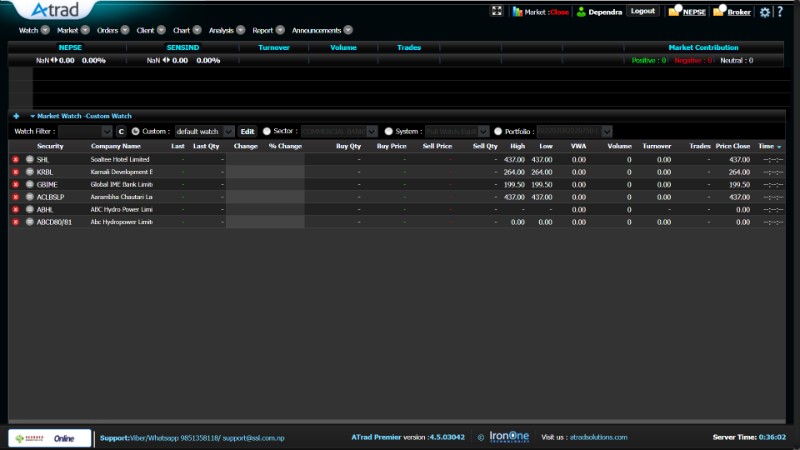 Atrad
Market :Close Dependra Logout NEPSE Broker ?
Watch Market Orders Client Chart Analysis Report Announcements
NEPSE SENSIND Turnover Volume Trades Market Contribution
NaN 0.00 0.00% NaN 0.00 0.00% Positive : 0 Negative : 0 Neutral : 0
Market Watch -Custom Watch
Watch Filter : C Custom : default watch Edit Sector : COMMERCIAL BANK System : Full Watch Portfolio :
Security Company Name Last Last Qty Change % Change Buy Qty Buy Price Sell Price Sell Qty High Low VWA Volume Turnover Trades Price Close Time
SHL Soaltee Hotel Limited - - - - - - 437.00 437.00 0.00 0 0.00 - 437.00 --:--:--
KRBL Karnali Development E - - - - - - 264.00 264.00 0.00 0 0.00 - 264.00 --:--:--
GBIME Global IME Bank Limit - - - - - - 199.50 199.50 0.00 0 0.00 - 199.50 --:--:--
ACLBSLP Aarambha Chautari La - - - - - - 437.00 437.00 0.00 0 0.00 - 437.00 --:--:--
ABHL ABC Hydro Power Limi - - - - - - - - 0.00 0 0.00 - 0.00 --:--:--
ABCD80/81 Abc Hydropower Limit - - - - - - 0.00 0.00 0.00 0 0.00 - 0.00 --:--:--
Online Support:Viber/Whatsapp 9851358118/ support@ssl.com.np ATrad Premier version :4.5.03042 © IronOne TECHNOLOGIES Visit us : atradsolutions.com Server Time: 0:36:02